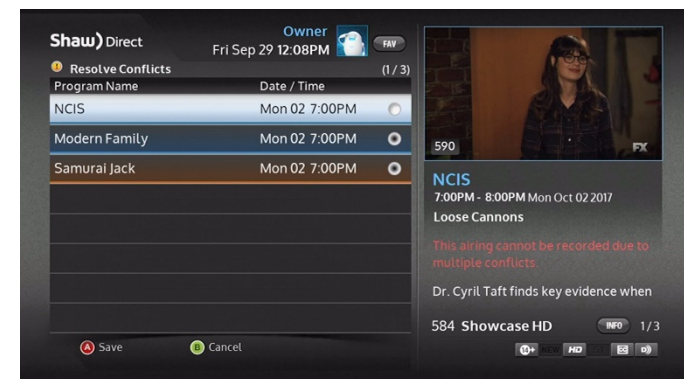 Shaw) Direct
Owner
Fri Sep 29 12:08PM
FAV
Resolve Conflicts (1 / 3)
Program Name Date / Time
NCIS Mon 02 7:00PM
Modern Family Mon 02 7:00PM
Samurai Jack Mon 02 7:00PM
A Save B Cancel
590 FX
NCIS
7:00PM - 8:00PM Mon Oct 02 2017
Loose Cannons
This airing cannot be recorded due to
multiple conflicts.
Dr. Cyril Taft finds key evidence when
584 Showcase HD INFO 1/3
14+ NEW HD CC D))